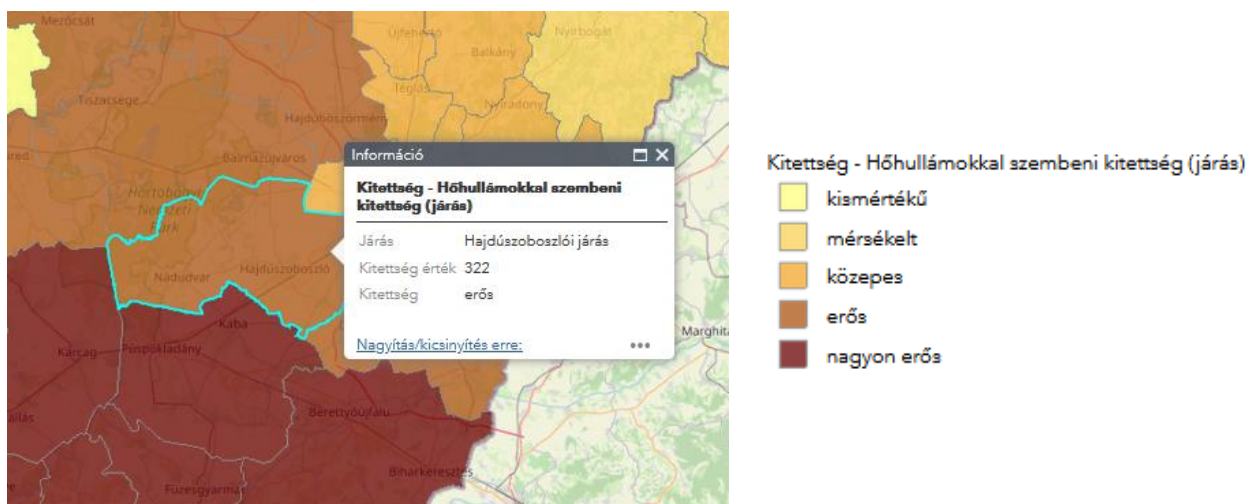 Mezőcsát
Újfehértó
Nyírbogát
Balkány
Téglás
Tiszacsege
Nyíradony
Hajdúböszörmény
Balmazújváros
Hortobágyi
Nemzeti
Park
Nádudvar
Hajdúszoboszló
Kaba
Karcag
Püspökladány
Berettyóújfalu
Biharkeresztes
Füzesgyarmat
Marghita
Információ
Kitettség - Hőhullámokkal szembeni
kitettség (járás)
Járás Hajdúszoboszlói járás
Kitettség érték 322
Kitettség erős
Nagyítás/kicsinyítés erre:
Kitettség - Hőhullámokkal szembeni kitettség (járás)
kismértékű
mérsékelt
közepes
erős
nagyon erős